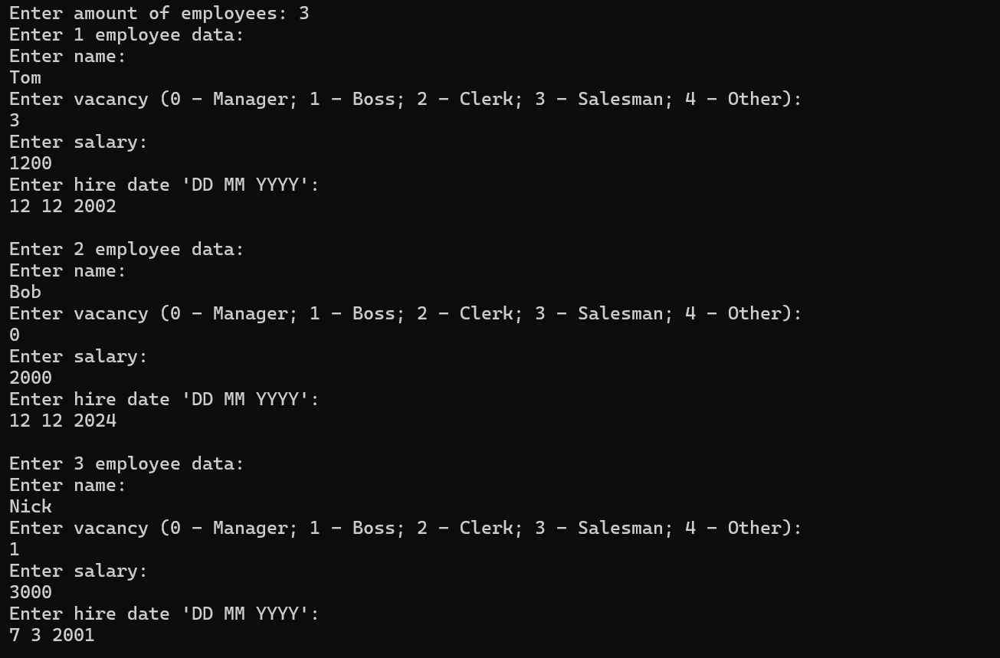 Enter amount of employees: 3
Enter 1 employee data:
Enter name:
Tom
Enter vacancy (0 - Manager; 1 - Boss; 2 - Clerk; 3 - Salesman; 4 - Other):
3
Enter salary:
1200
Enter hire date 'DD MM YYYY':
12 12 2002

Enter 2 employee data:
Enter name:
Bob
Enter vacancy (0 - Manager; 1 - Boss; 2 - Clerk; 3 - Salesman; 4 - Other):
0
Enter salary:
2000
Enter hire date 'DD MM YYYY':
12 12 2024

Enter 3 employee data:
Enter name:
Nick
Enter vacancy (0 - Manager; 1 - Boss; 2 - Clerk; 3 - Salesman; 4 - Other):
1
Enter salary:
3000
Enter hire date 'DD MM YYYY':
7 3 2001